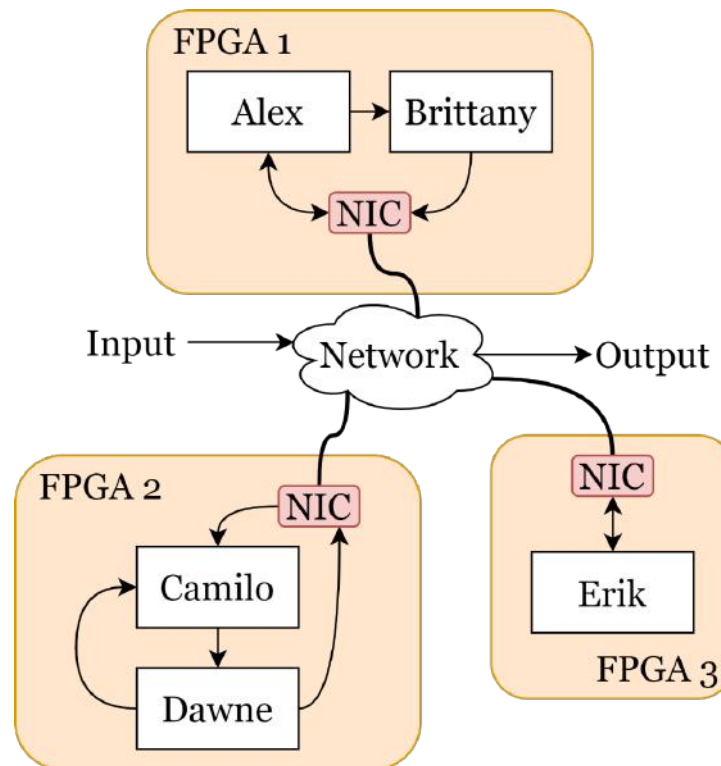 FPGA 1
Alex
Brittany
NIC
Input
Network
Output
FPGA 2
NIC
Camilo
Dawne
NIC
Erik
FPGA 3